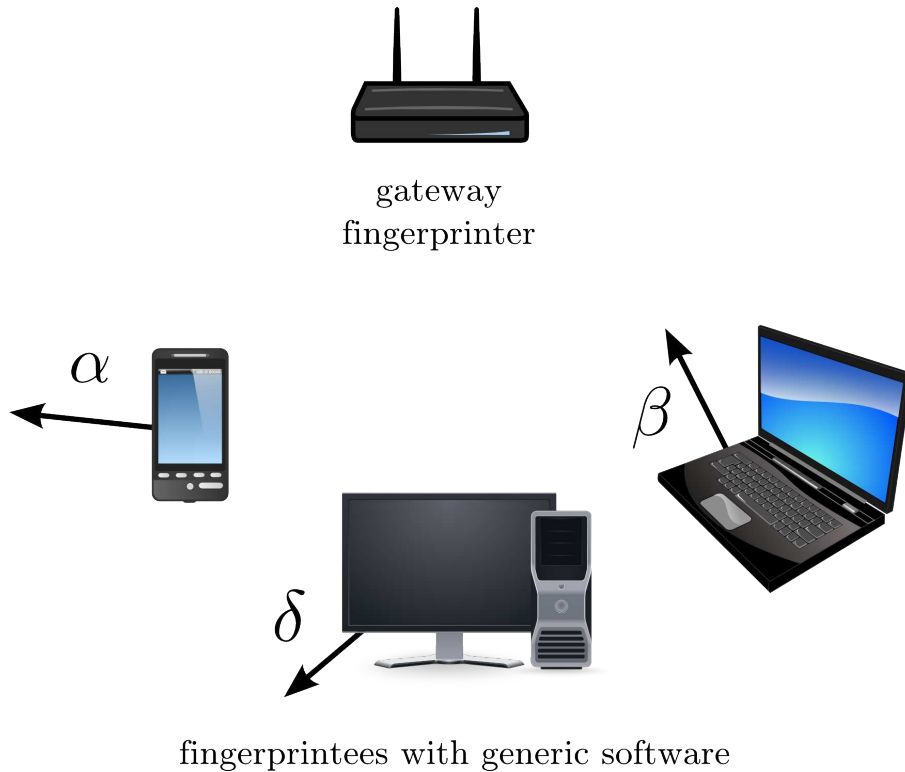 gateway
fingerprinter
α
β
δ
fingerprintees with generic software